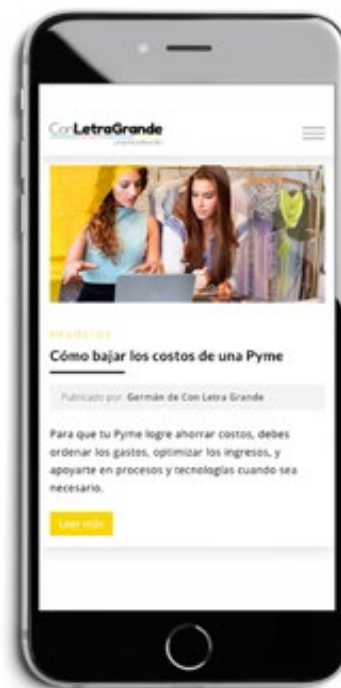 ConLetraGrande
NEGOCIOS
Cómo bajar los costos de una Pyme
Publicado por Germán de Con Letra Grande
Para que tu Pyme logre ahorrar costos, debes
ordenar los gastos, optimizar los ingresos, y
apoyarte en procesos y tecnologías cuando sea
necesario.
Leer más